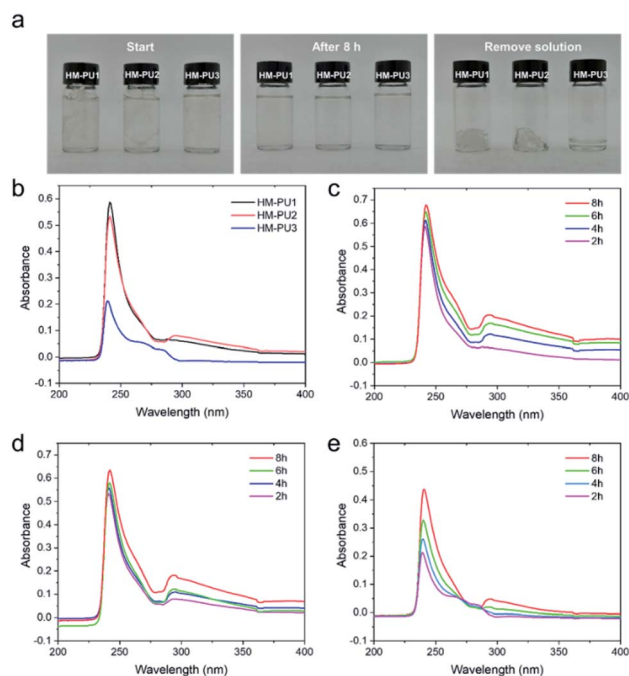 a
Start
After 8 h
Remove solution
HM-PU1 HM-PU2 HM-PU3
HM-PU1 HM-PU2 HM-PU3
HM-PU1 HM-PU2 HM-PU3
b
0.6
0.5
0.4
0.3
0.2
0.1
0.0
-0.1
Absorbance
HM-PU1
HM-PU2
HM-PU3
200 250 300 350 400
Wavelength (nm)
c
0.7
0.6
0.5
0.4
0.3
0.2
0.1
0.0
-0.1
Absorbance
8h
6h
4h
2h
200 250 300 350 400
Wavelength (nm)
d
0.7
0.6
0.5
0.4
0.3
0.2
0.1
0.0
-0.1
Absorbance
8h
6h
4h
2h
200 250 300 350 400
Wavelength (nm)
e
0.6
0.5
0.4
0.3
0.2
0.1
0.0
-0.1
Absorbance
8h
6h
4h
2h
200 250 300 350 400
Wavelength (nm)